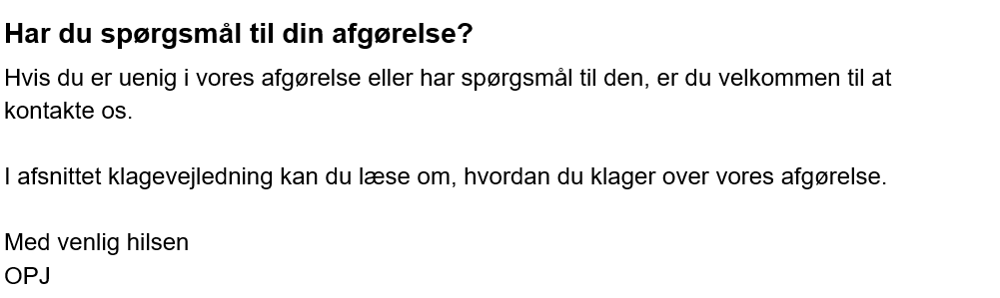 Har du spørgsmål til din afgørelse?
Hvis du er uenig i vores afgørelse eller har spørgsmål til den, er du velkommen til at
kontakte os.
I afsnittet klagevejledning kan du læse om, hvordan du klager over vores afgørelse.
Med venlig hilsen
OPJ